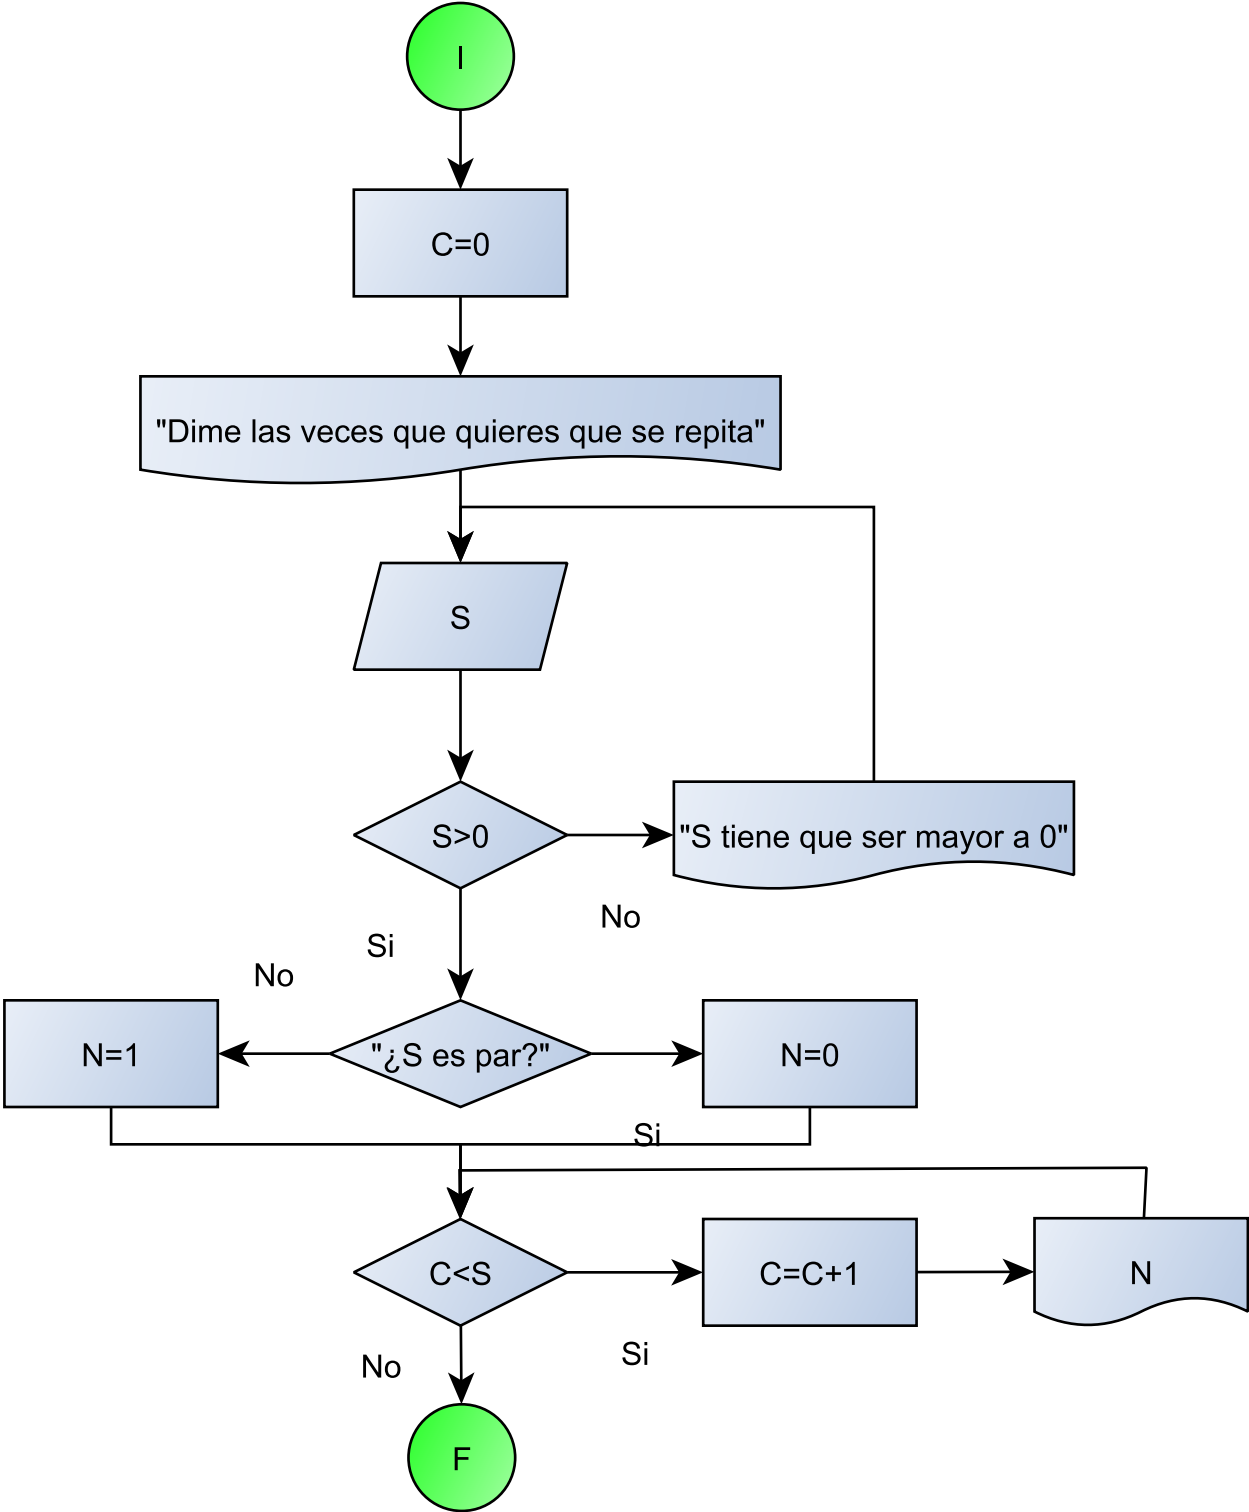 I
C=0
"Dime las veces que quieres que se repita"
S
S>0
"S tiene que ser mayor a 0"
No
Si
No
N=1
"¿S es par?"
N=0
Si
C<S
C=C+1
N
Si
No
F